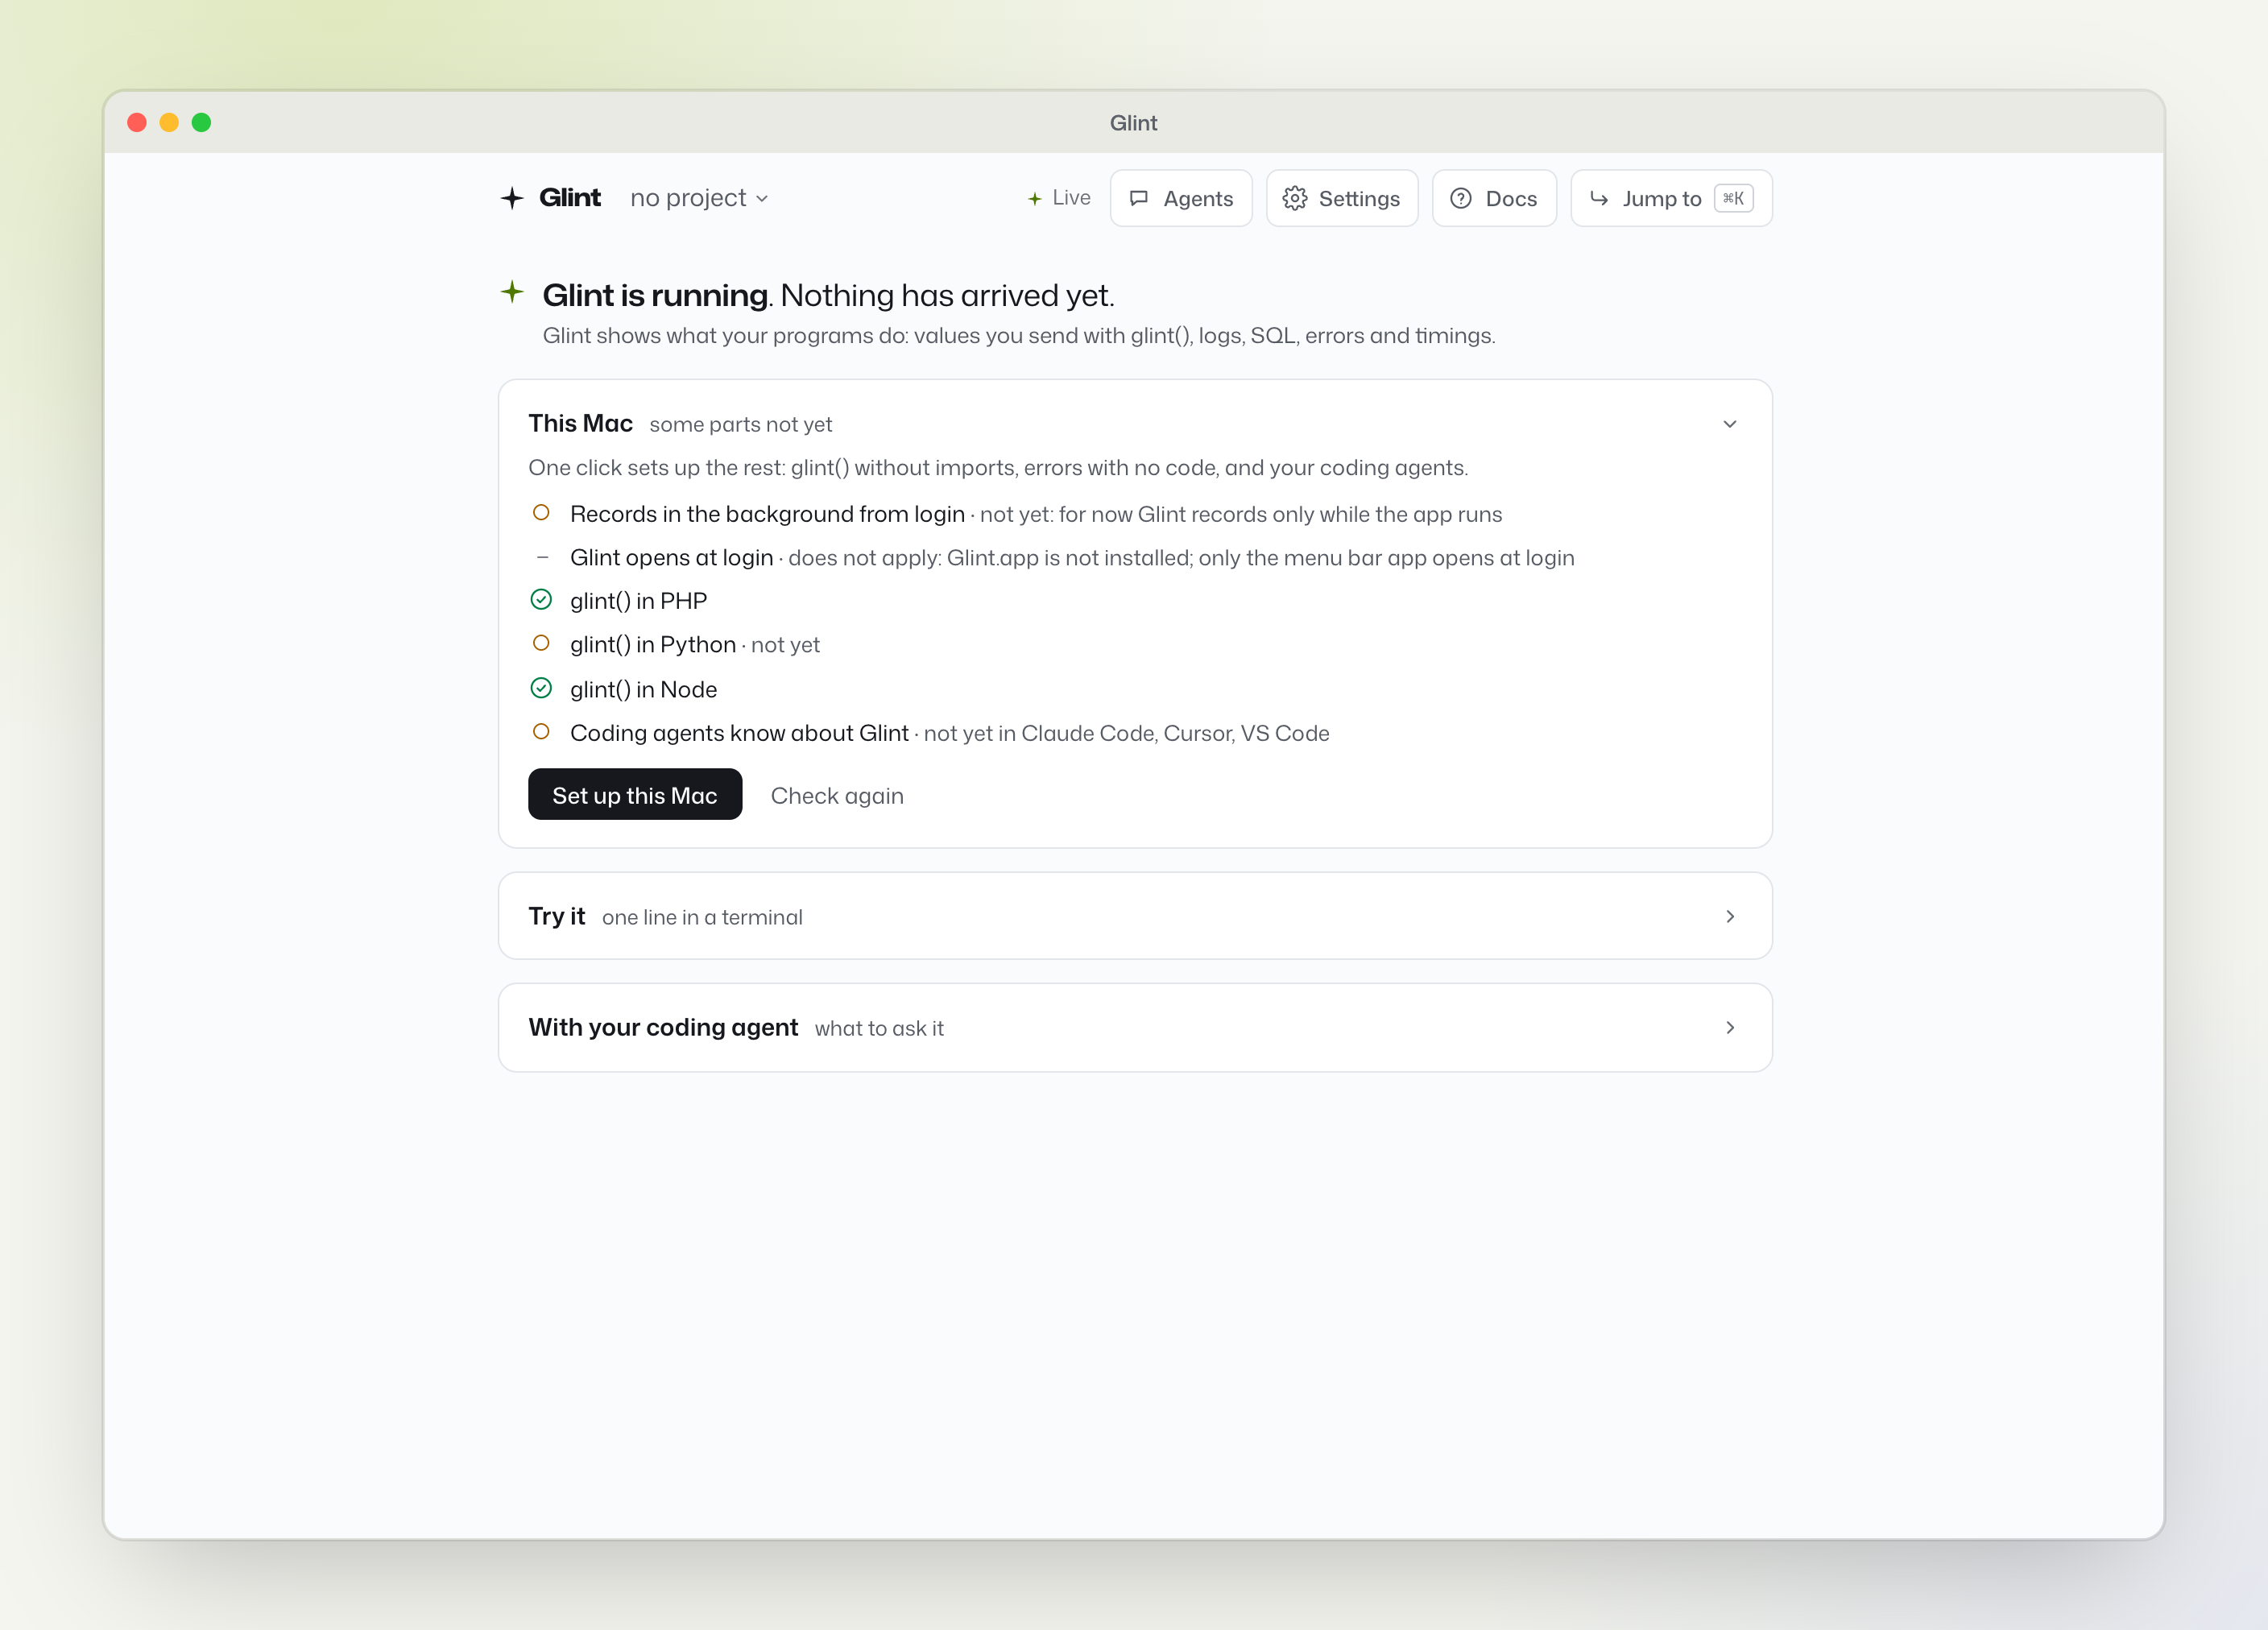 Glint
Glint no project Live Agents Settings Docs Jump to ⌘K
Glint is running. Nothing has arrived yet.
Glint shows what your programs do: values you send with glint(), logs, SQL, errors and timings.
This Mac some parts not yet
One click sets up the rest: glint() without imports, errors with no code, and your coding agents.
Records in the background from login · not yet: for now Glint records only while the app runs
– Glint opens at login · does not apply: Glint.app is not installed; only the menu bar app opens at login
glint() in PHP
glint() in Python · not yet
glint() in Node
Coding agents know about Glint · not yet in Claude Code, Cursor, VS Code
Set up this Mac Check again
Try it one line in a terminal
With your coding agent what to ask it